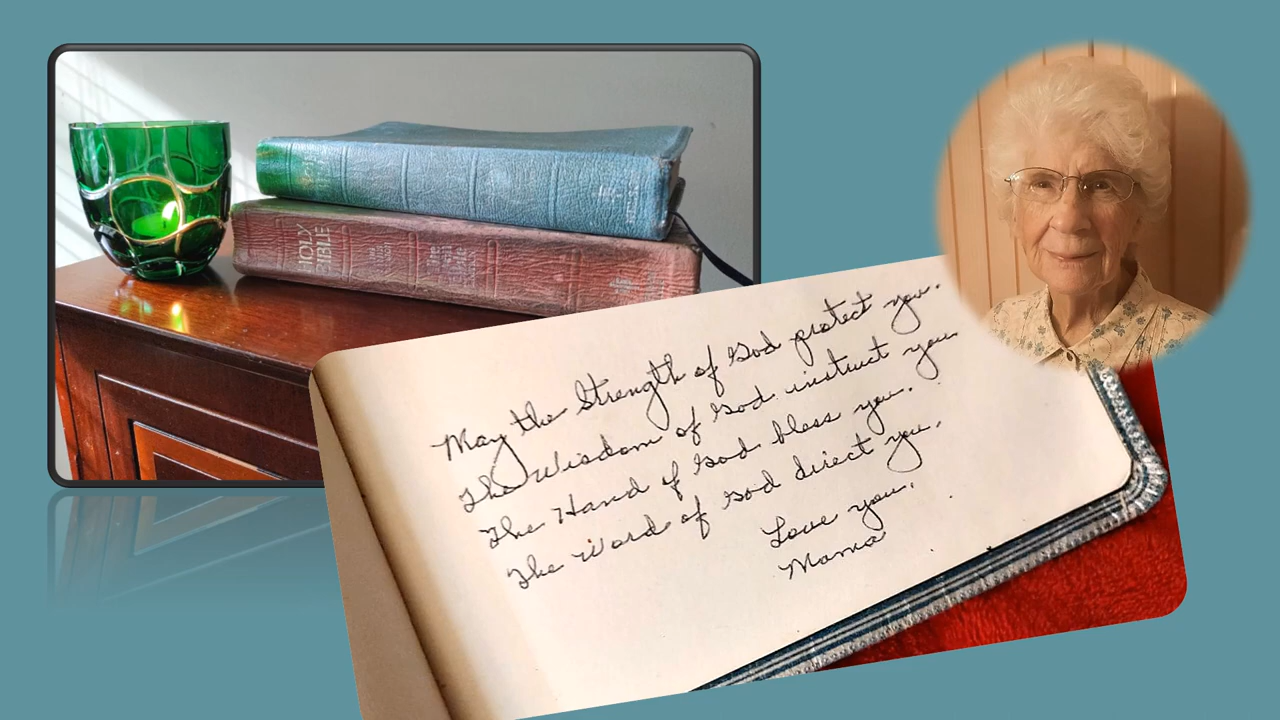 HOLY
BIBLE
May the Strength of God protect you.
The Wisdom of God instruct you.
The Hand of God bless you.
The Word of God direct you.
Love you,
Mama